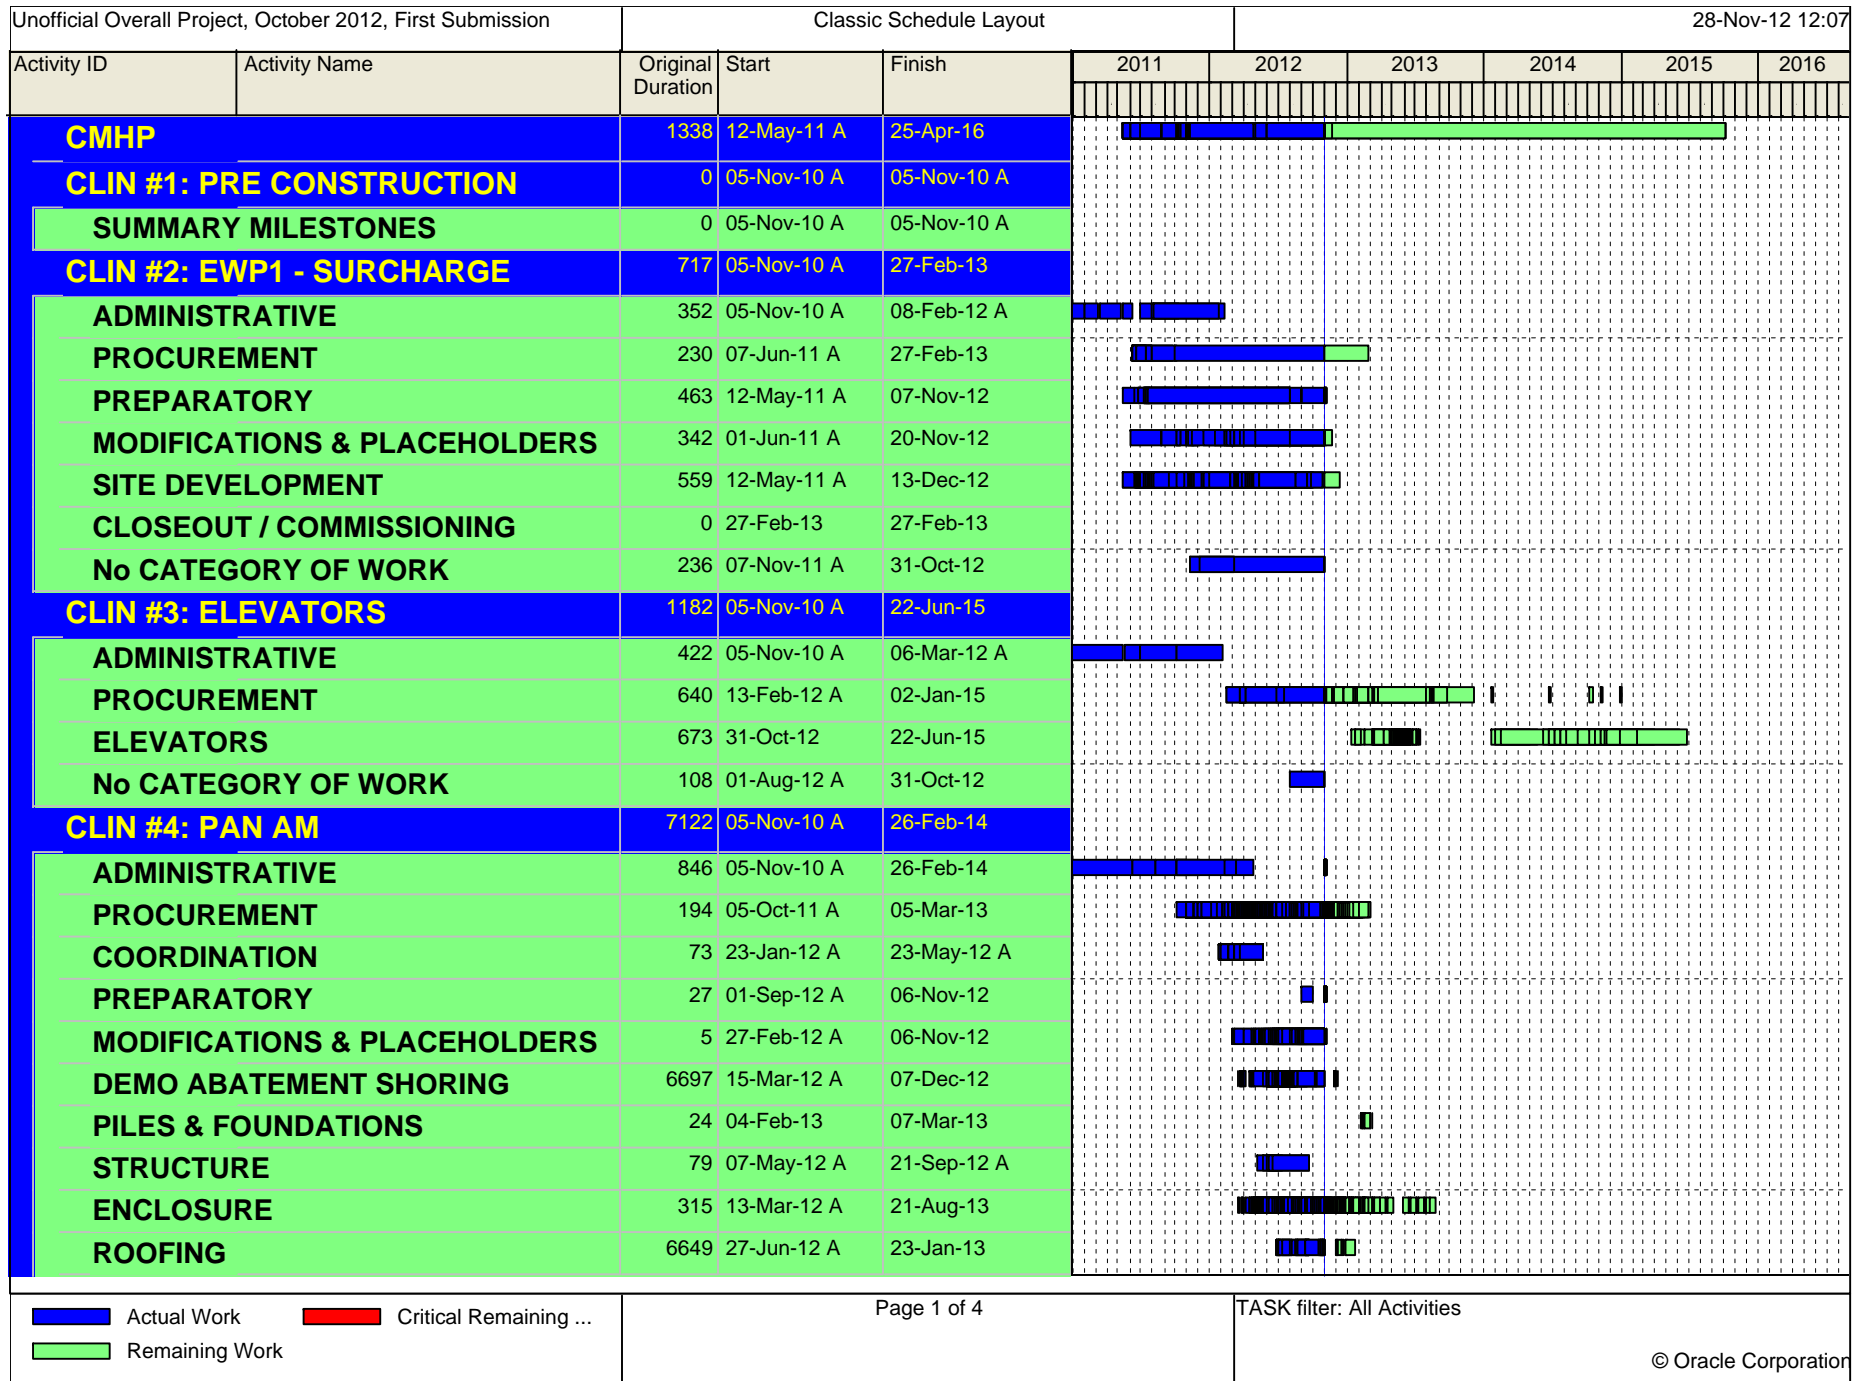 Unofficial Overall Project, October 2012, First Submission Classic Schedule Layout 28-Nov-12 12:07
Activity ID Activity Name Original Duration Start Finish 2011 2012 2013 2014 2015 2016
CMHP 1338 12-May-11 A 25-Apr-16
CLIN #1: PRE CONSTRUCTION 0 05-Nov-10 A 05-Nov-10 A
SUMMARY MILESTONES 0 05-Nov-10 A 05-Nov-10 A
CLIN #2: EWP1 - SURCHARGE 717 05-Nov-10 A 27-Feb-13
ADMINISTRATIVE 352 05-Nov-10 A 08-Feb-12 A
PROCUREMENT 230 07-Jun-11 A 27-Feb-13
PREPARATORY 463 12-May-11 A 07-Nov-12
MODIFICATIONS & PLACEHOLDERS 342 01-Jun-11 A 20-Nov-12
SITE DEVELOPMENT 559 12-May-11 A 13-Dec-12
CLOSEOUT / COMMISSIONING 0 27-Feb-13 27-Feb-13
No CATEGORY OF WORK 236 07-Nov-11 A 31-Oct-12
CLIN #3: ELEVATORS 1182 05-Nov-10 A 22-Jun-15
ADMINISTRATIVE 422 05-Nov-10 A 06-Mar-12 A
PROCUREMENT 640 13-Feb-12 A 02-Jan-15
ELEVATORS 673 31-Oct-12 22-Jun-15
No CATEGORY OF WORK 108 01-Aug-12 A 31-Oct-12
CLIN #4: PAN AM 7122 05-Nov-10 A 26-Feb-14
ADMINISTRATIVE 846 05-Nov-10 A 26-Feb-14
PROCUREMENT 194 05-Oct-11 A 05-Mar-13
COORDINATION 73 23-Jan-12 A 23-May-12 A
PREPARATORY 27 01-Sep-12 A 06-Nov-12
MODIFICATIONS & PLACEHOLDERS 5 27-Feb-12 A 06-Nov-12
DEMO ABATEMENT SHORING 6697 15-Mar-12 A 07-Dec-12
PILES & FOUNDATIONS 24 04-Feb-13 07-Mar-13
STRUCTURE 79 07-May-12 A 21-Sep-12 A
ENCLOSURE 315 13-Mar-12 A 21-Aug-13
ROOFING 6649 27-Jun-12 A 23-Jan-13
Actual Work Critical Remaining ... Page 1 of 4 TASK filter: All Activities
Remaining Work
© Oracle Corporation